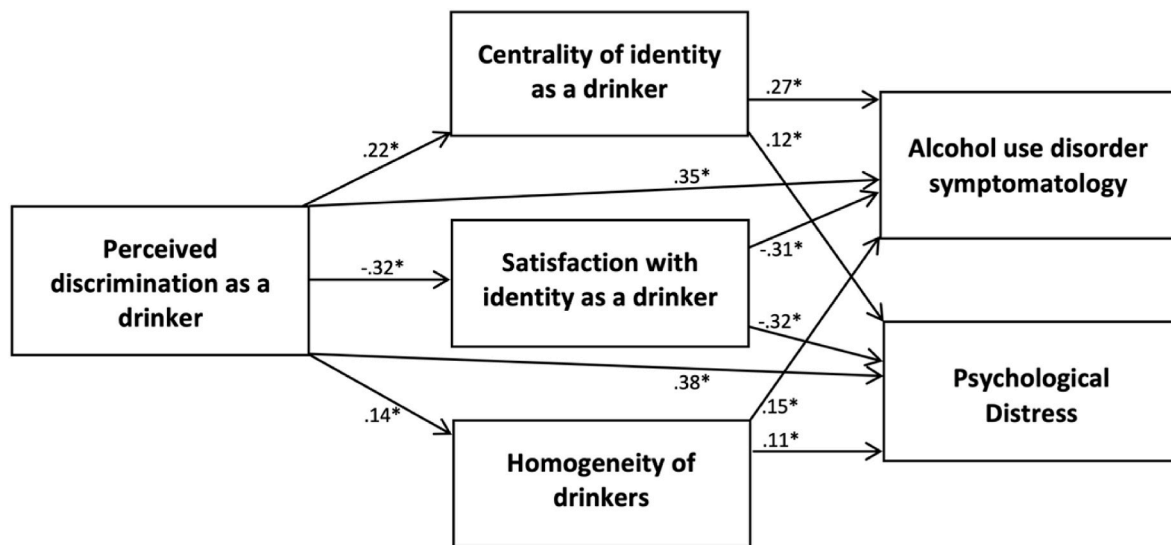 Centrality of identity
as a drinker
.27*
.12*
.22*
Alcohol use disorder
symptomatology
.35*
Perceived
discrimination as a
drinker
-.32*
Satisfaction with
identity as a drinker
-.31*
-.32*
.38*
Psychological
Distress
.14*
.15*
.11*
Homogeneity of
drinkers